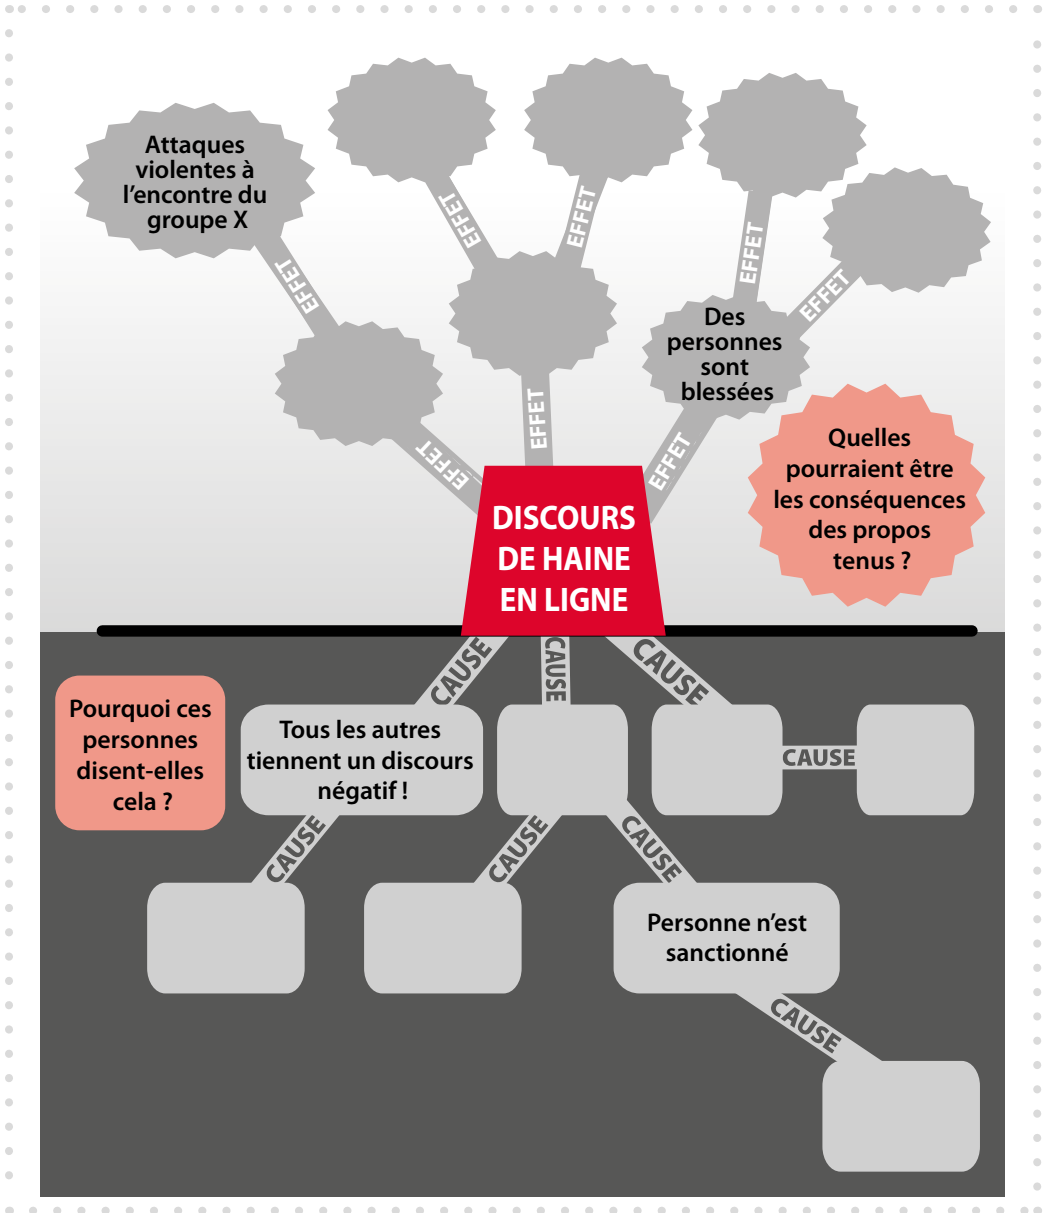 Attaques
violentes à
l'encontre du
groupe X
EFFET
EFFET
EFFET
EFFET
EFFET
Des
personnes
sont
blessées
EFFET
EFFET
EFFET
Quelles
pourraient être
les conséquences
des propos
tenus ?
DISCOURS
DE HAINE
EN LIGNE
CAUSE
CAUSE
CAUSE
Pourquoi ces
personnes
disent-elles
cela ?
Tous les autres
tiennent un discours
négatif !
CAUSE
CAUSE
CAUSE
CAUSE
Personne n'est
sanctionné
CAUSE